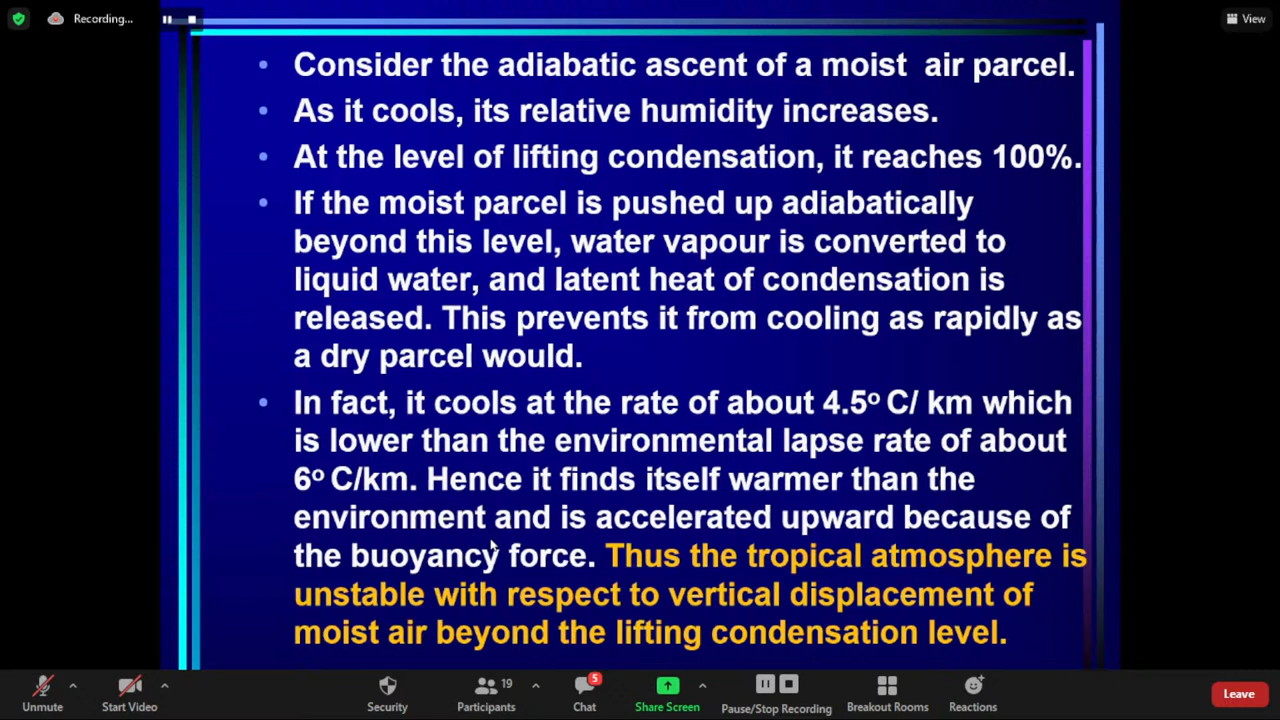 Recording...
View
Consider the adiabatic ascent of a moist air parcel.
As it cools, its relative humidity increases.
At the level of lifting condensation, it reaches 100%.
If the moist parcel is pushed up adiabatically
beyond this level, water vapour is converted to
liquid water, and latent heat of condensation is
released. This prevents it from cooling as rapidly as
a dry parcel would.
In fact, it cools at the rate of about 4.5º C/ km which
is lower than the environmental lapse rate of about
6º C/km. Hence it finds itself warmer than the
environment and is accelerated upward because of
the buoyancy force. Thus the tropical atmosphere is
unstable with respect to vertical displacement of
moist air beyond the lifting condensation level.
19
5
Unmute
Start Video
Security
Participants
Chat
Share Screen
Pause/Stop Recording
Breakout Rooms
Reactions
Leave